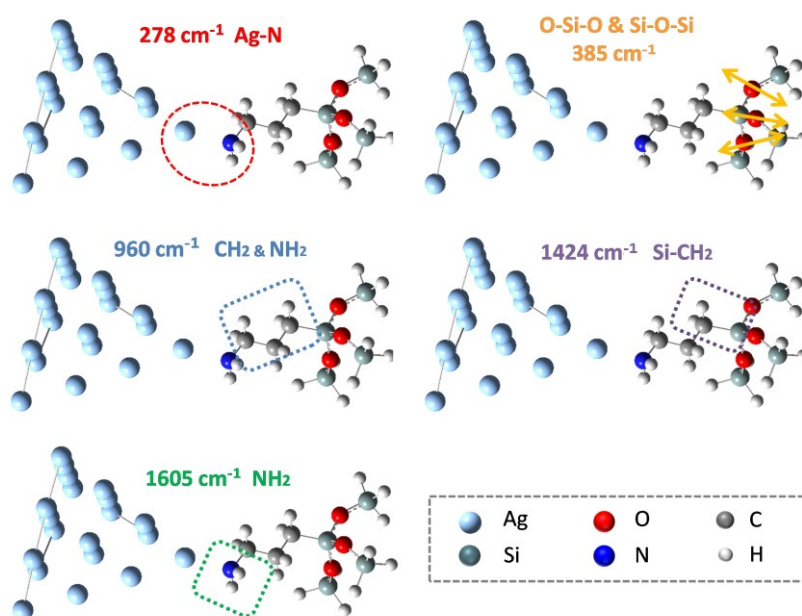 278 cm⁻¹ Ag-N
O-Si-O & Si-O-Si
385 cm⁻¹
960 cm⁻¹ CH₂ & NH₂
1424 cm⁻¹ Si-CH₂
1605 cm⁻¹ NH₂
Ag O C
Si N H